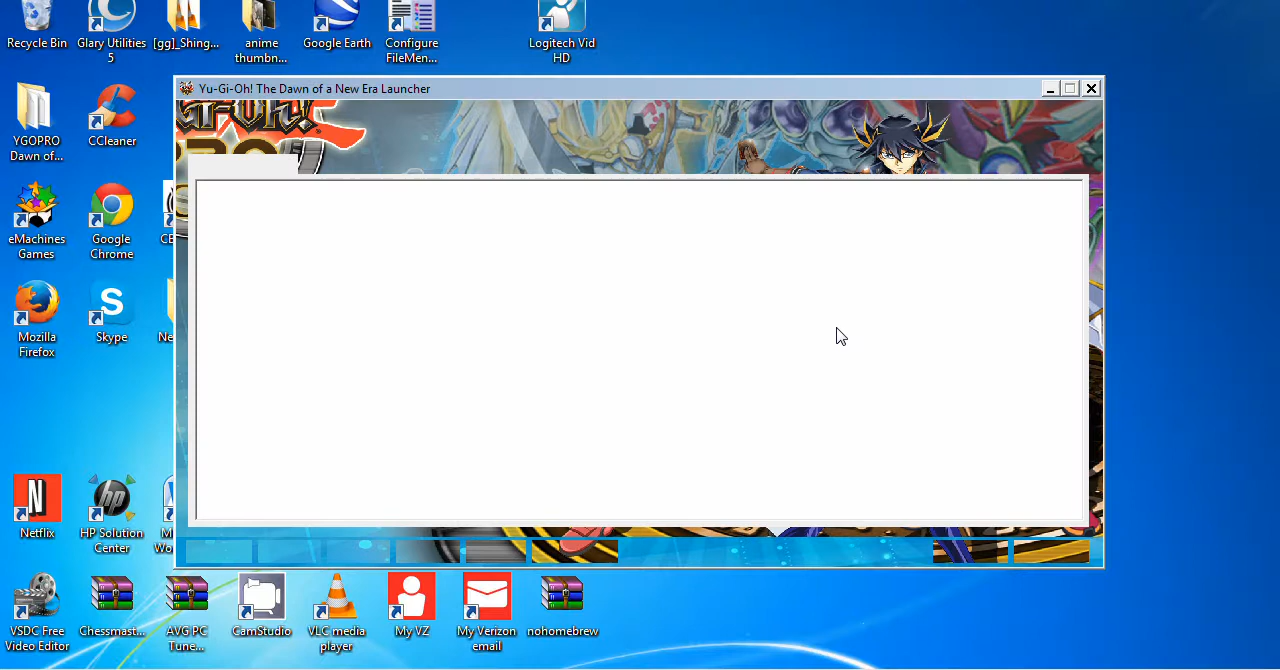 Recycle Bin
Glary Utilities
5
[gg]_Shing...
anime
thumbn...
Google Earth
Configure
FileMen...
Logitech Vid
HD
Yu-Gi-Oh! The Dawn of a New Era Launcher
YGOPRO
Dawn of...
CCleaner
eMachines
Games
Google
Chrome
CE
Mozilla
Firefox
Skype
Ne
Netflix
HP Solution
Center
M
Wo
VSDC Free
Video Editor
Chessmast...
AVG PC
Tune...
CamStudio
VLC media
player
My VZ
My Verizon
email
nohomebrew